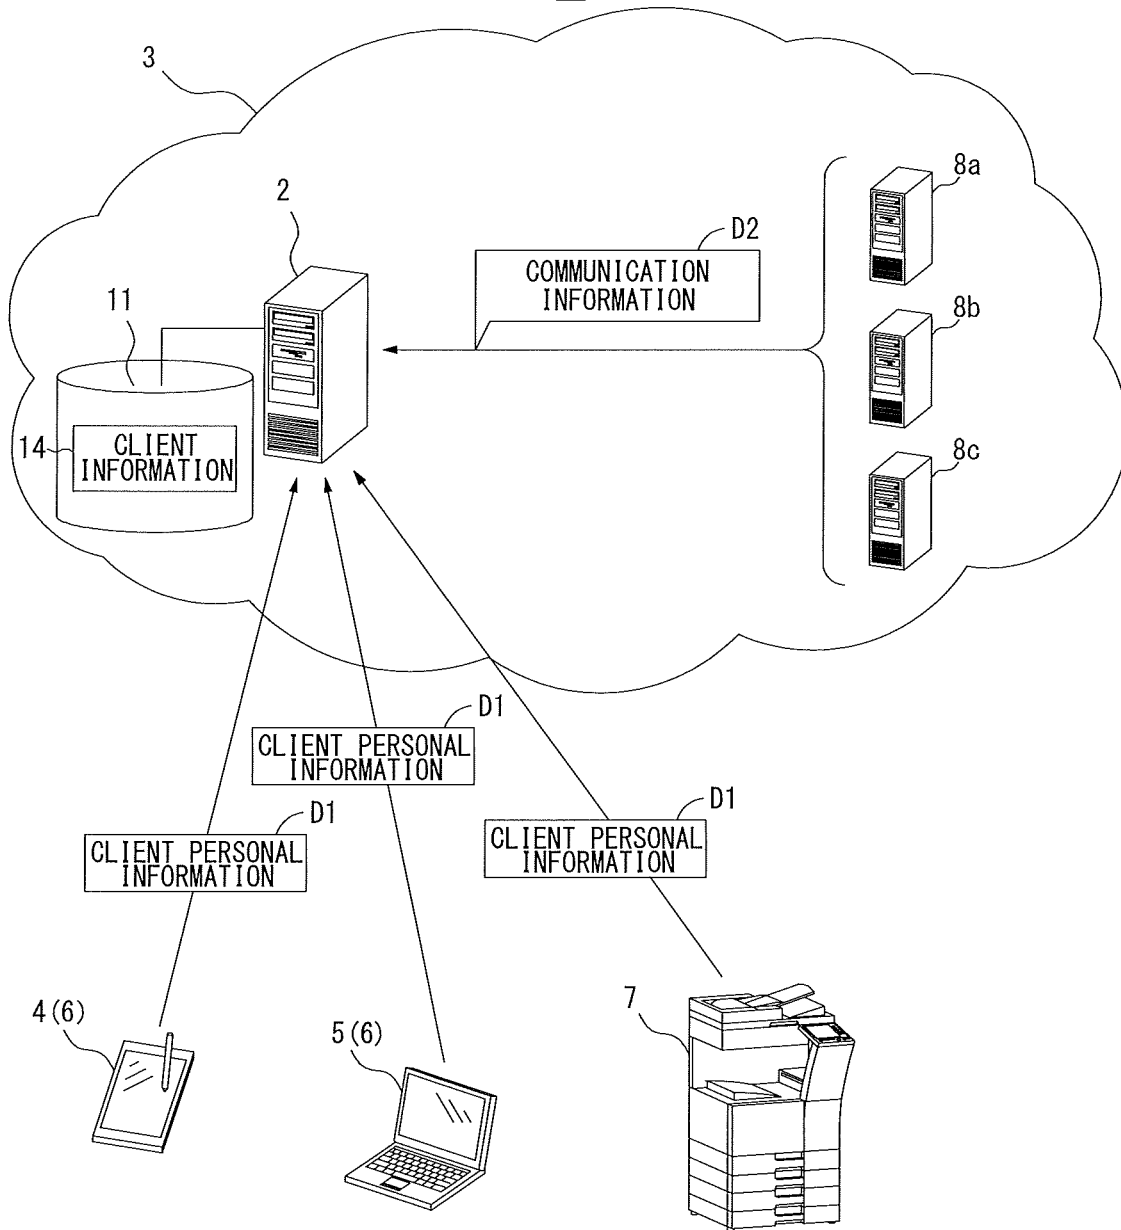 3
8a
2
D2
COMMUNICATION
INFORMATION
11
8b
14
CLIENT
INFORMATION
8c
D1
CLIENT PERSONAL
INFORMATION
D1
CLIENT PERSONAL
INFORMATION
D1
CLIENT PERSONAL
INFORMATION
4(6)
5(6)
7